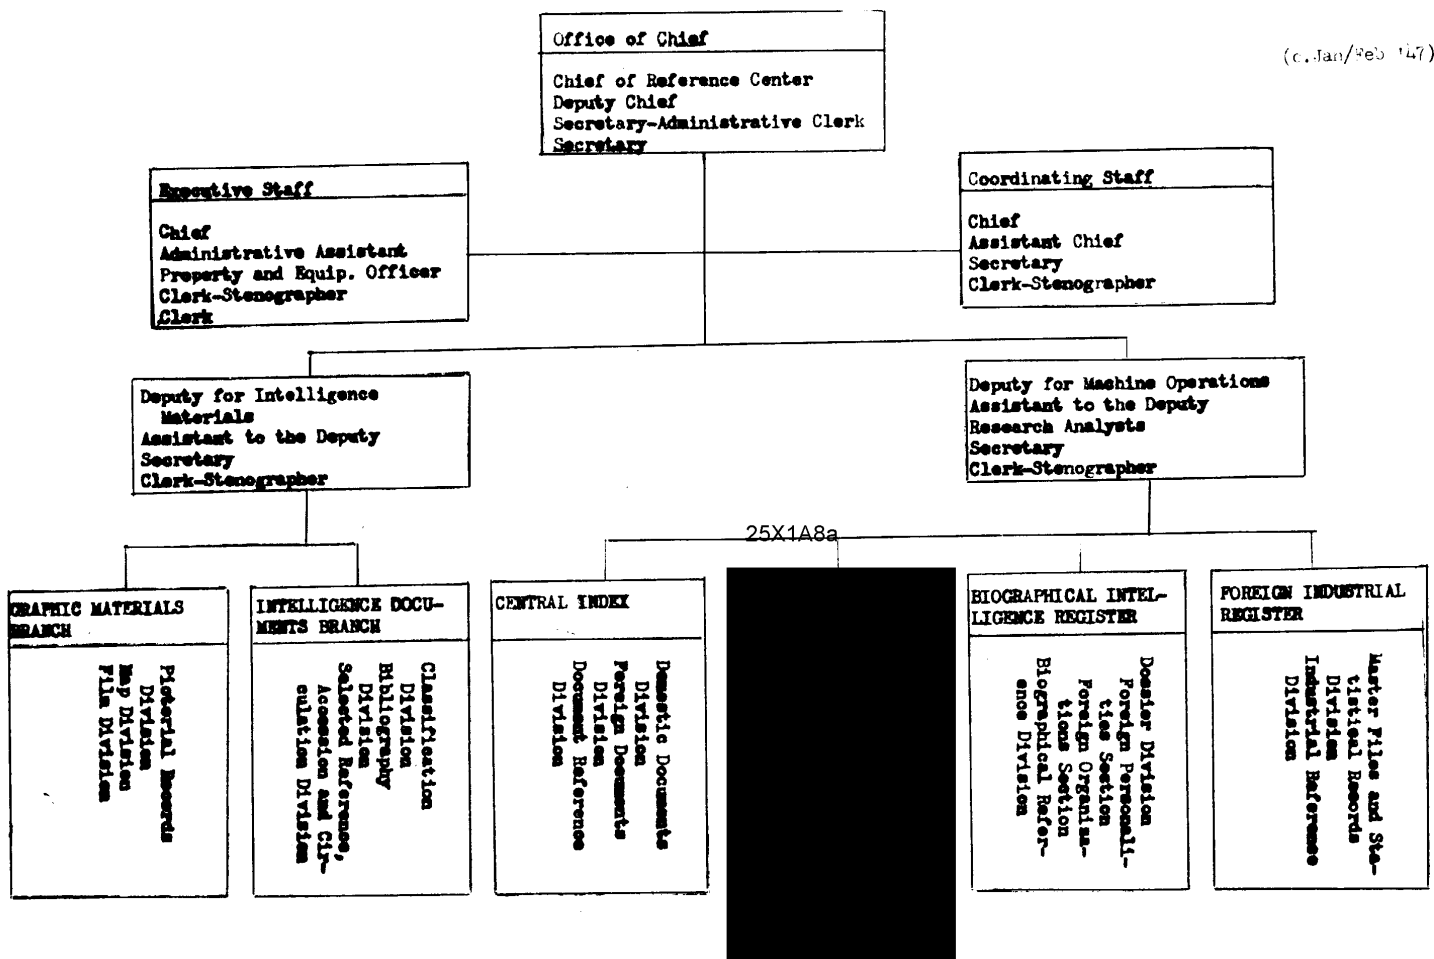 Office of Chief
(c.Jan/Feb '47)
Chief of Reference Center
Deputy Chief
Secretary-Administrative Clerk
Secretary
Executive Staff
Chief
Administrative Assistant
Property and Equip. Officer
Clerk-Stenographer
Clerk
Coordinating Staff
Chief
Assistant Chief
Secretary
Clerk-Stenographer
Deputy for Intelligence
Materials
Assistant to the Deputy
Secretary
Clerk-Stenographer
Deputy for Machine Operations
Assistant to the Deputy
Research Analysts
Secretary
Clerk-Stenographer
25X1A8a
GRAPHIC MATERIALS
BRANCH
Pictorial Records
Division
Map Division
Film Division
INTELLIGENCE DOCU-
MENTS BRANCH
Classification
Division
Bibliography
Division
Selected Reference,
Accession and Cir-
culation Division
CENTRAL INDEX
Domestic Documents
Division
Foreign Documents
Division
Document Reference
Division
BIOGRAPHICAL INTEL-
LIGENCE REGISTER
Dossier Division
Foreign Personali-
ties Section
Foreign Organiza-
tions Section
Biographical Refer-
ence Division
FOREIGN INDUSTRIAL
REGISTER
Master Files and Sta-
tistical Records
Division
Industrial Reference
Division